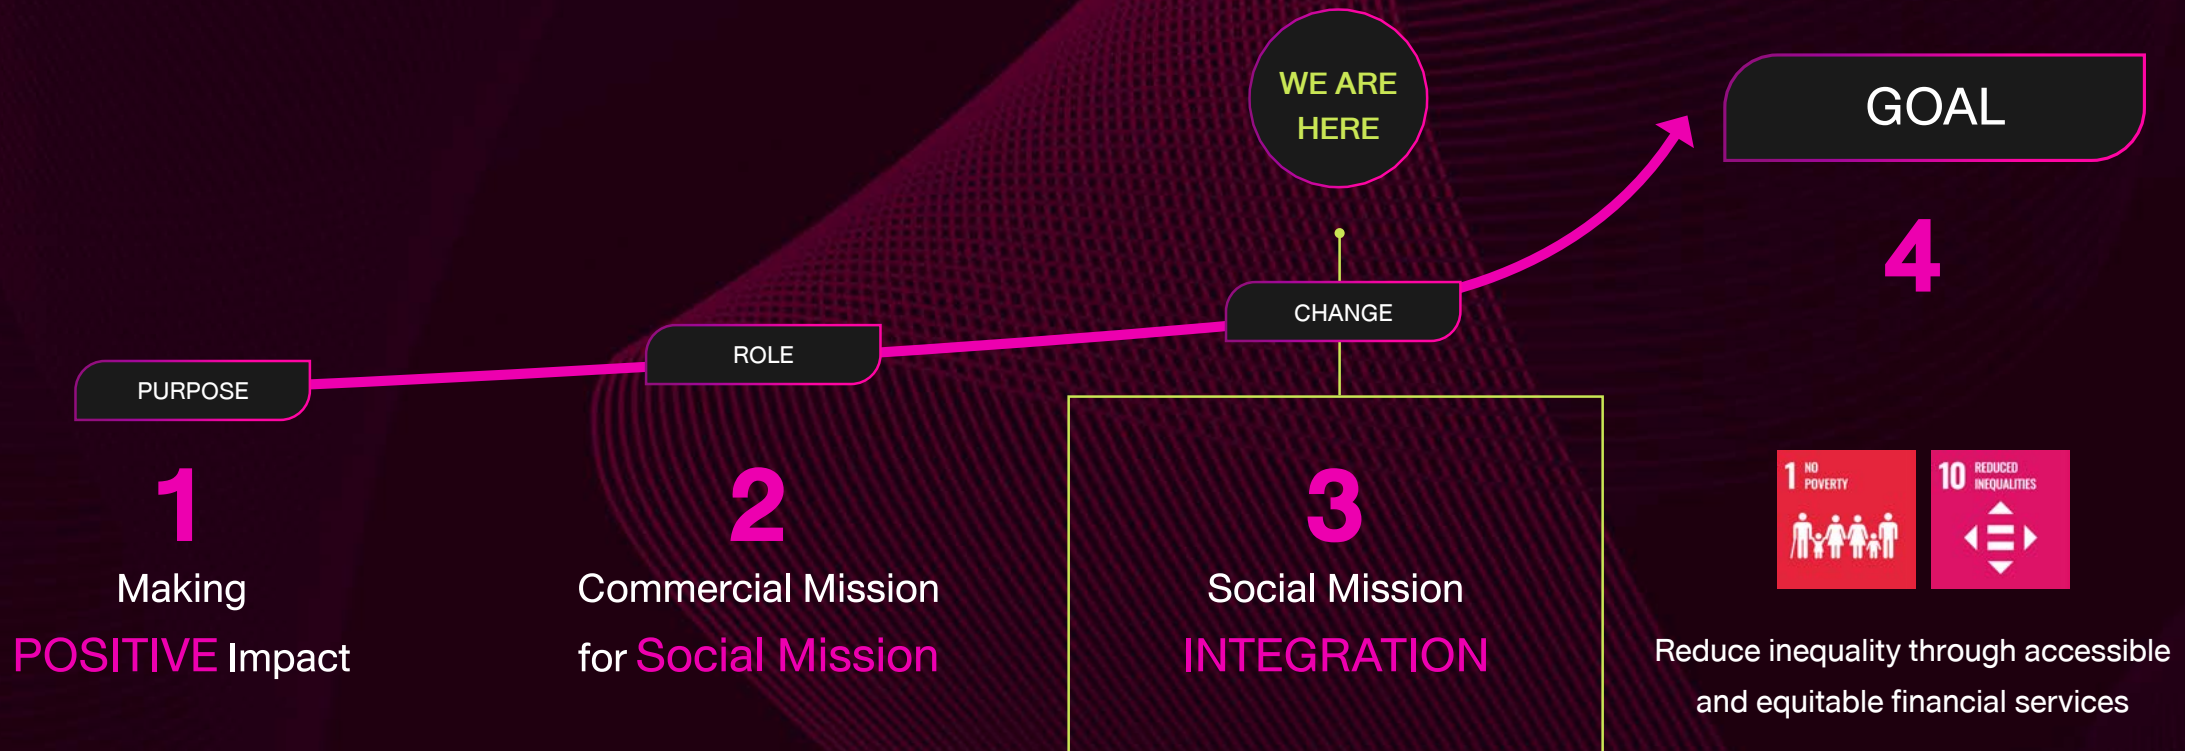 WE ARE
HERE
GOAL
PURPOSE
ROLE
CHANGE
1
Making
POSITIVE Impact
2
Commercial Mission
for Social Mission
3
Social Mission
INTEGRATION
4
1 NO
POVERTY
10 REDUCED
INEQUALITIES
Reduce inequality through accessible
and equitable financial services